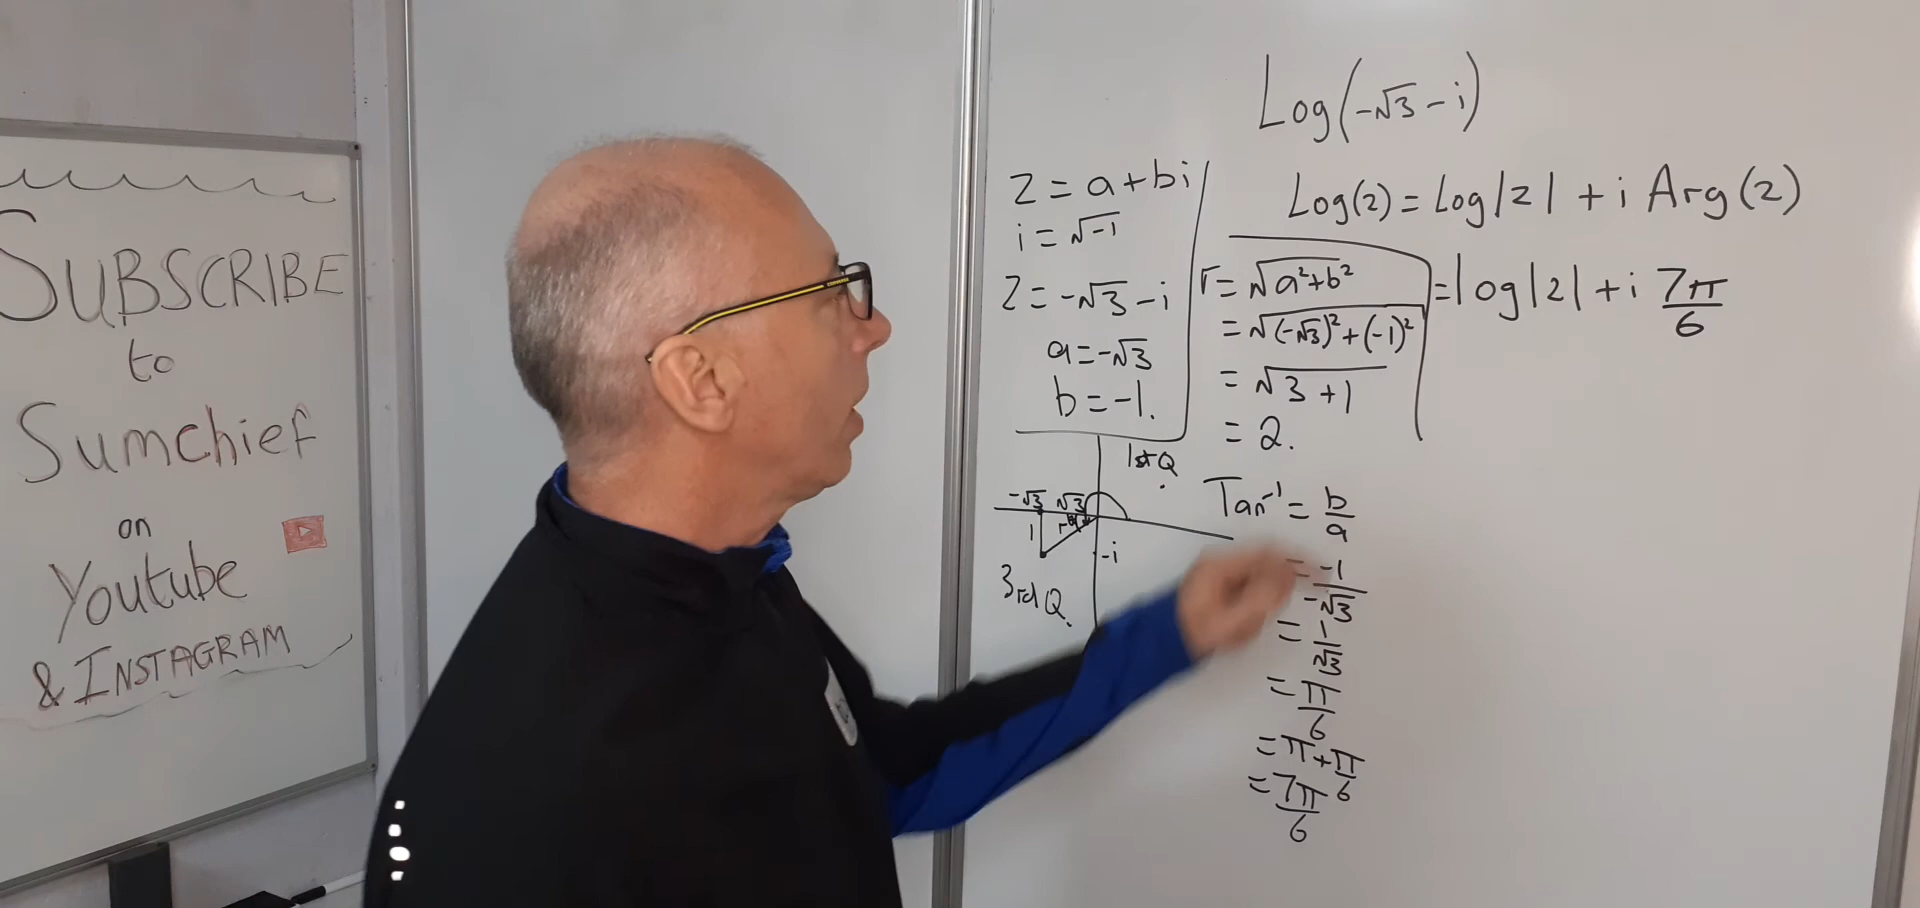 SUBSCRIBE
to
Sumchief
on
Youtube
& INSTAGRAM
Log(-√3 - i)
z = a + bi
i = √-1
z = -√3 - i
a = -√3
b = -1.
Log(z) = log|z| + i Arg(z)
= log|z| + i 7π/6
r = √a²+b²
= √(-√3)² + (-1)²
= √3 + 1
= 2.
1st Q
-√3 √3
1 r
-i
3rd Q
Tan⁻¹ = b/a
= -1/-√3
= 1/√3
= π/6
= π + π/6
= 7π/6